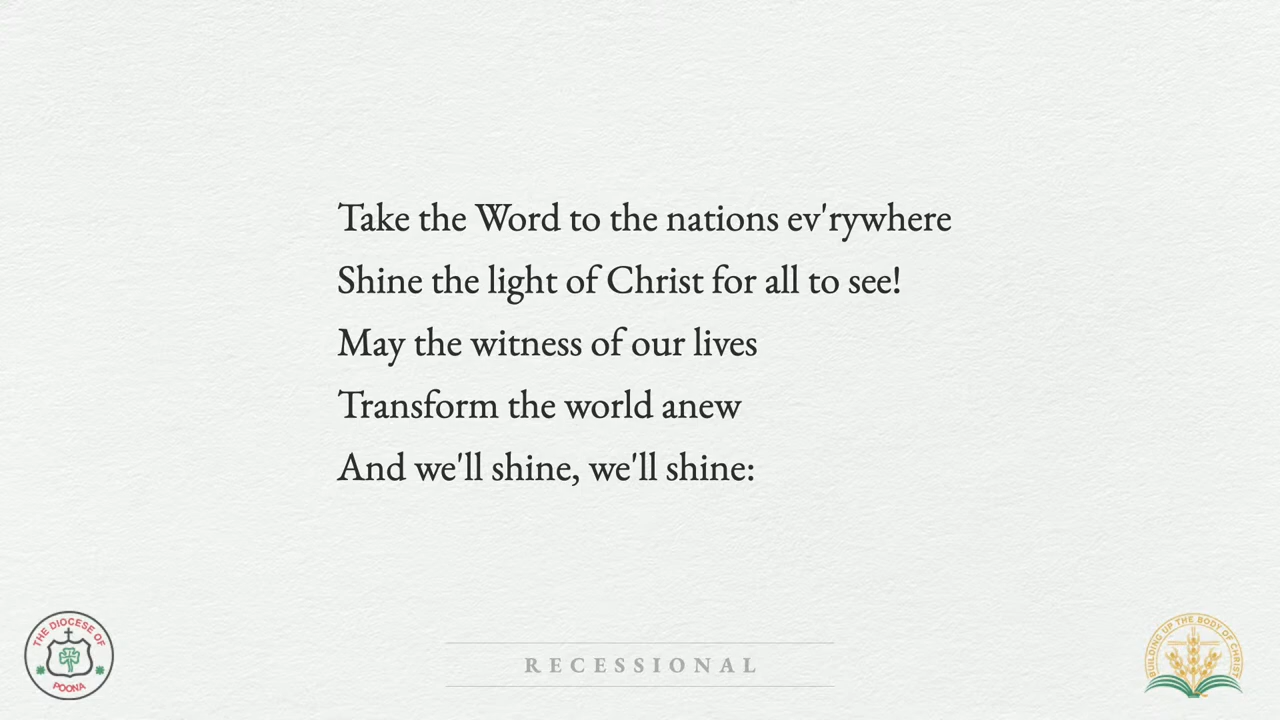 Take the Word to the nations ev'rywhere
Shine the light of Christ for all to see!
May the witness of our lives
Transform the world anew
And we'll shine, we'll shine:
THE DIOCESE OF
POONA
RECESSIONAL
BUILDING UP THE BODY OF CHRIST